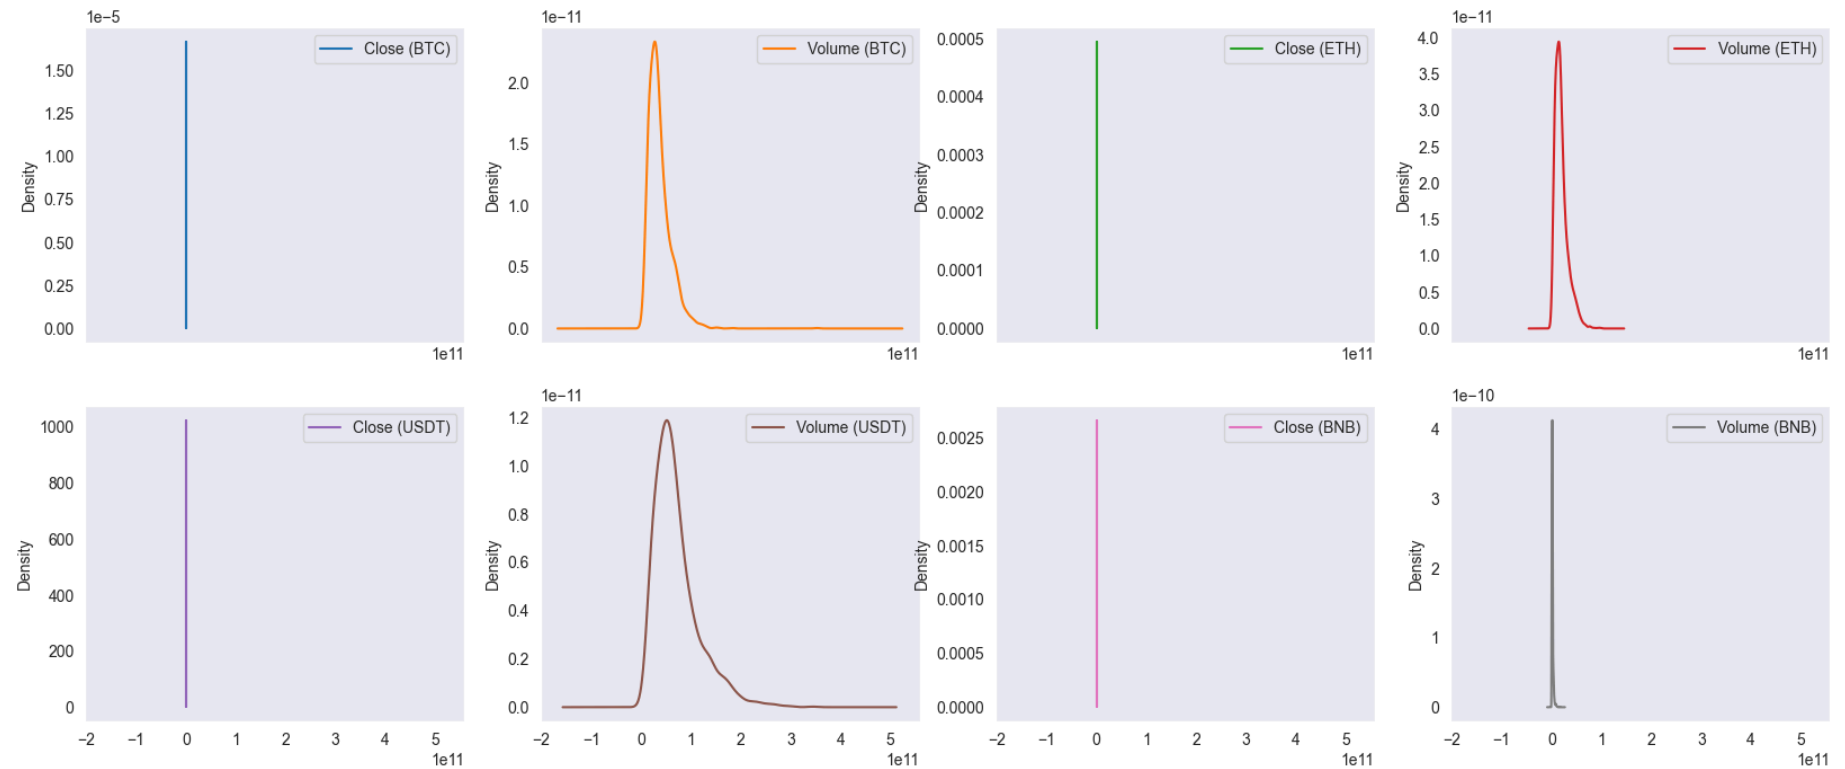 1e−5
Close (BTC)
1.50
1.25
1.00
0.75
0.50
0.25
0.00
Density
1e11
1e−11
Volume (BTC)
2.0
1.5
1.0
0.5
0.0
Density
1e11
Close (ETH)
0.0005
0.0004
0.0003
0.0002
0.0001
0.0000
Density
1e11
1e−11
Volume (ETH)
4.0
3.5
3.0
2.5
2.0
1.5
1.0
0.5
0.0
Density
1e11
Close (USDT)
1000
800
600
400
200
0
Density
−2 −1 0 1 2 3 4 5
1e11
1e−11
Volume (USDT)
1.2
1.0
0.8
0.6
0.4
0.2
0.0
Density
−2 −1 0 1 2 3 4 5
1e11
Close (BNB)
0.0025
0.0020
0.0015
0.0010
0.0005
0.0000
Density
−2 −1 0 1 2 3 4 5
1e11
1e−10
Volume (BNB)
4
3
2
1
0
Density
−2 −1 0 1 2 3 4 5
1e11